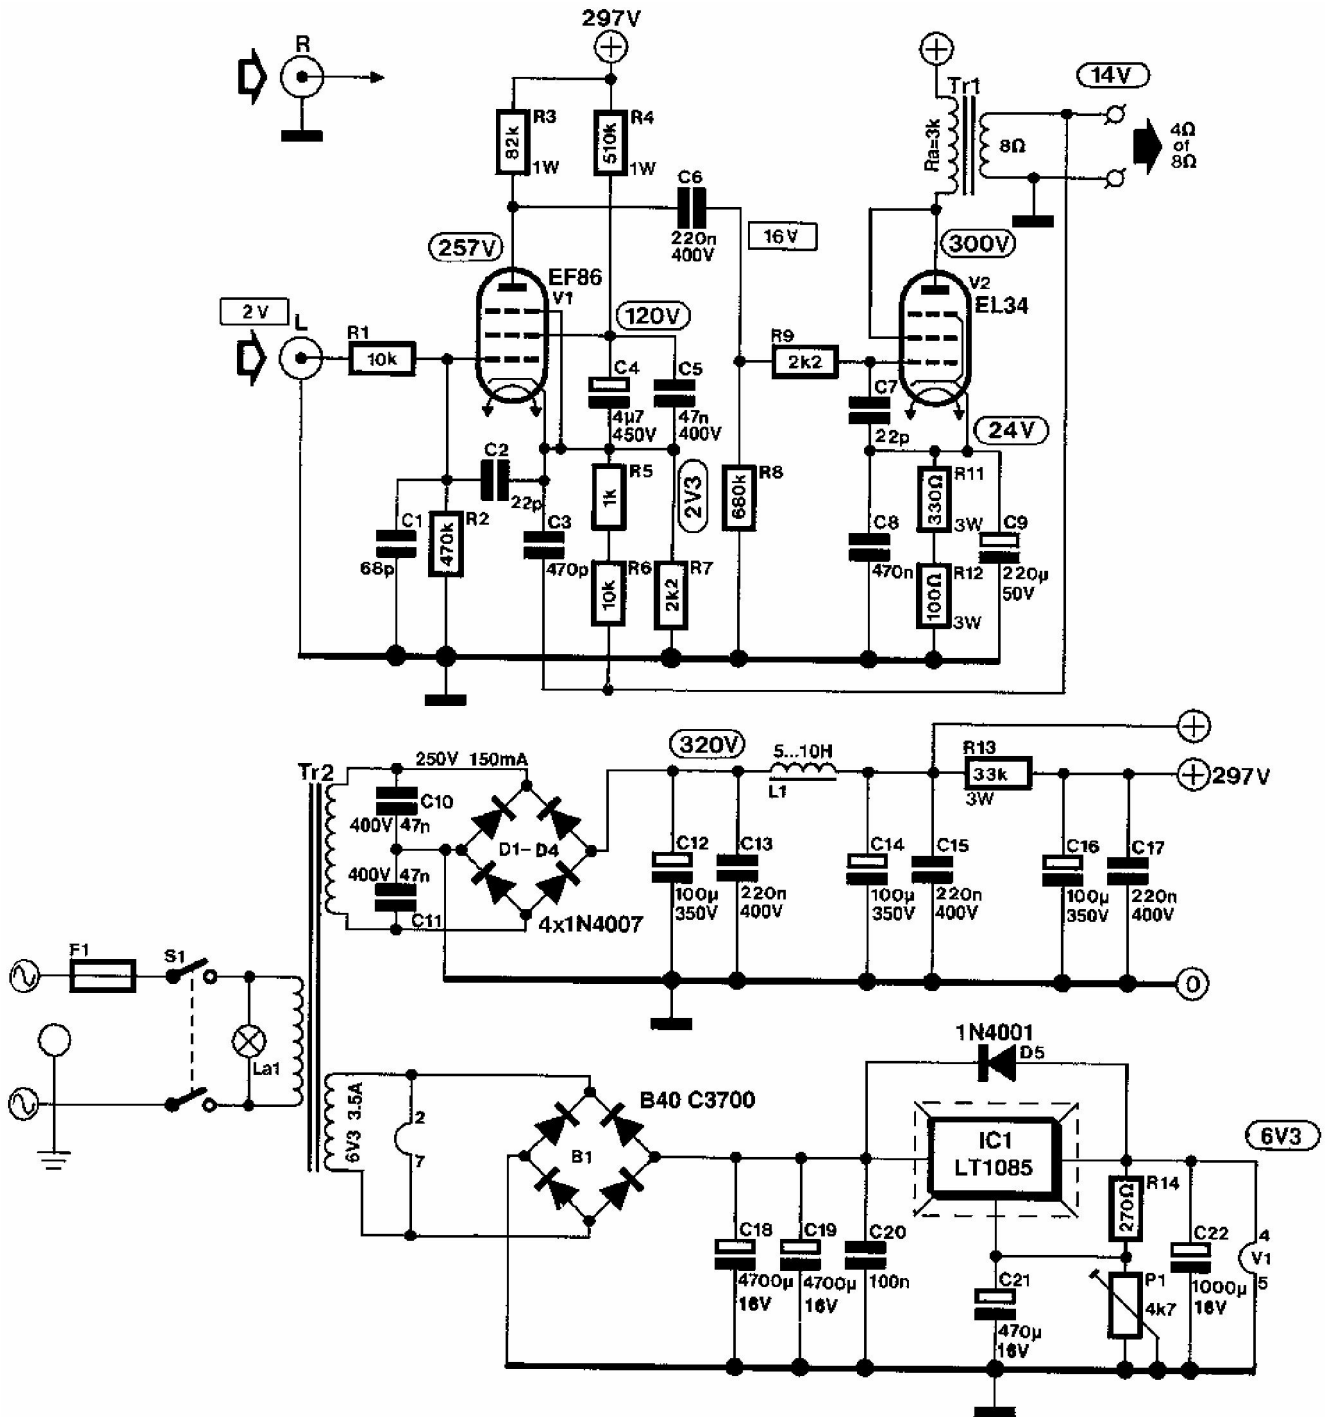 297V
R
14V
Tr1
R3
82k
1W
R4
510k
1W
Ra=3k
8Ω
4Ω
of
8Ω
C6
220n
400V
16V
257V
300V
EF86
V1
V2
EL34
2V
L
R1
10k
120V
R9
2k2
C4
4µ7
450V
C5
47n
400V
C7
22p
24V
C2
22p
R5
1k
2V3
R8
680k
R11
330Ω
3W
C1
68p
R2
470k
C3
470p
R6
10k
R7
2k2
C8
470n
R12
100Ω
3W
C9
220µ
50V
Tr2
250V 150mA
320V
5...10H
L1
R13
33k
3W
297V
C10
400V 47n
D1-D4
400V 47n
C11
4x1N4007
C12
100µ
350V
C13
220n
400V
C14
100µ
350V
C15
220n
400V
C16
100µ
350V
C17
220n
400V
F1
S1
La1
0
1N4001
D5
6V3 3.5A
2
7
B40 C3700
B1
IC1
LT1085
6V3
R14
270Ω
C18
4700µ
16V
C19
4700µ
16V
C20
100n
C21
470µ
16V
P1
4k7
C22
1000µ
16V
4
V1
5